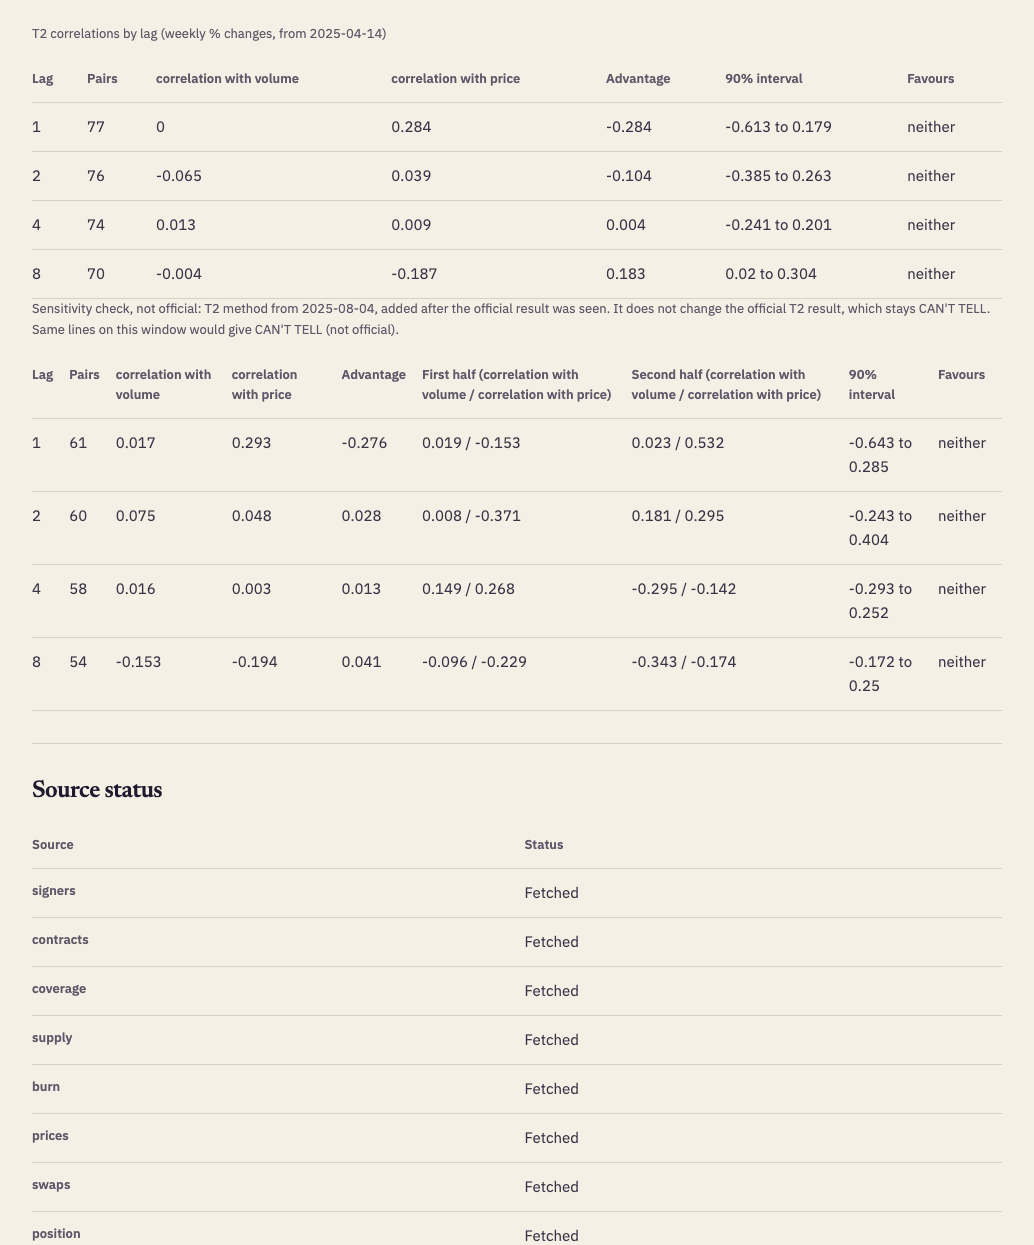 T2 correlations by lag (weekly % changes, from 2025-04-14)
Lag Pairs correlation with volume correlation with price Advantage 90% interval Favours
1 77 0 0.284 -0.284 -0.613 to 0.179 neither
2 76 -0.065 0.039 -0.104 -0.385 to 0.263 neither
4 74 0.013 0.009 0.004 -0.241 to 0.201 neither
8 70 -0.004 -0.187 0.183 0.02 to 0.304 neither
Sensitivity check, not official: T2 method from 2025-08-04, added after the official result was seen. It does not change the official T2 result, which stays CAN'T TELL.
Same lines on this window would give CAN'T TELL (not official).
Lag Pairs correlation with volume correlation with price Advantage First half (correlation with volume / correlation with price) Second half (correlation with volume / correlation with price) 90% interval Favours
1 61 0.017 0.293 -0.276 0.019 / -0.153 0.023 / 0.532 -0.643 to 0.285 neither
2 60 0.075 0.048 0.028 0.008 / -0.371 0.181 / 0.295 -0.243 to 0.404 neither
4 58 0.016 0.003 0.013 0.149 / 0.268 -0.295 / -0.142 -0.293 to 0.252 neither
8 54 -0.153 -0.194 0.041 -0.096 / -0.229 -0.343 / -0.174 -0.172 to 0.25 neither
Source status
Source Status
signers Fetched
contracts Fetched
coverage Fetched
supply Fetched
burn Fetched
prices Fetched
swaps Fetched
position Fetched